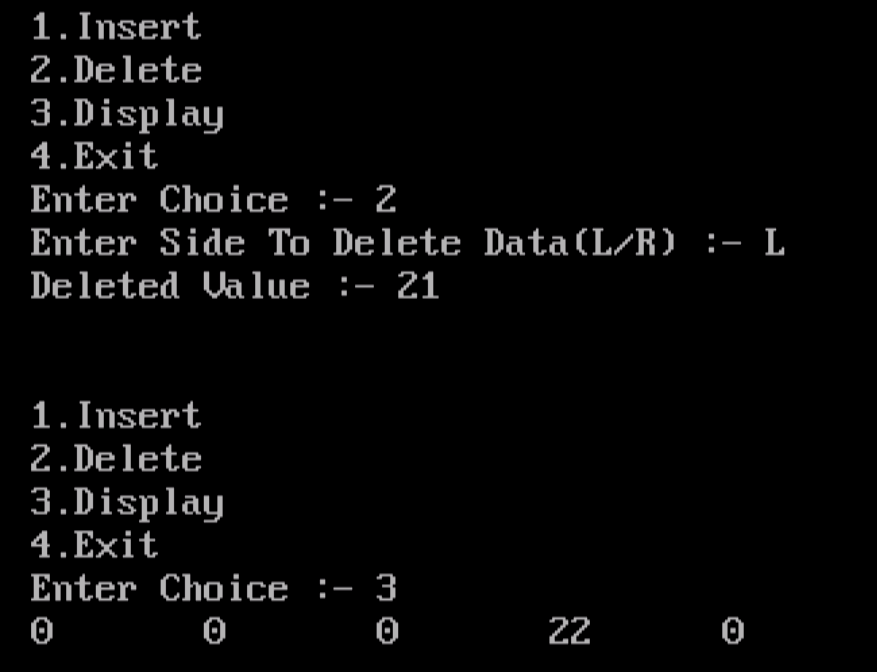 1.Insert
2.Delete
3.Display
4.Exit
Enter Choice :- 2
Enter Side To Delete Data(L/R) :- L
Deleted Value :- 21
1.Insert
2.Delete
3.Display
4.Exit
Enter Choice :- 3
0 0 0 22 0